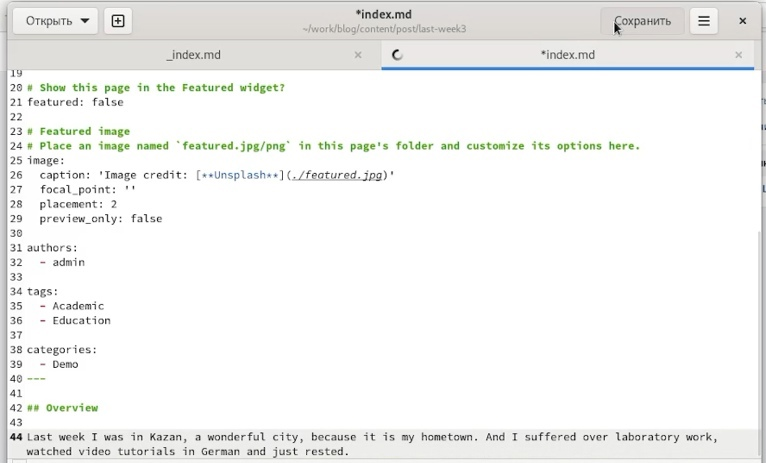 Открыть
*index.md
~/work/blog/content/post/last-week3
Сохранить
_index.md
*index.md
19
20 # Show this page in the Featured widget?
21 featured: false
22
23 # Featured image
24 # Place an image named `featured.jpg/png` in this page's folder and customize its options here.
25 image:
26   caption: 'Image credit: [**Unsplash**](./featured.jpg)'
27   focal_point: ''
28   placement: 2
29   preview_only: false
30
31 authors:
32   - admin
33
34 tags:
35   - Academic
36   - Education
37
38 categories:
39   - Demo
40 ---
41
42 ## Overview
43
44 Last week I was in Kazan, a wonderful city, because it is my hometown. And I suffered over laboratory work,
watched video tutorials in German and just rested.